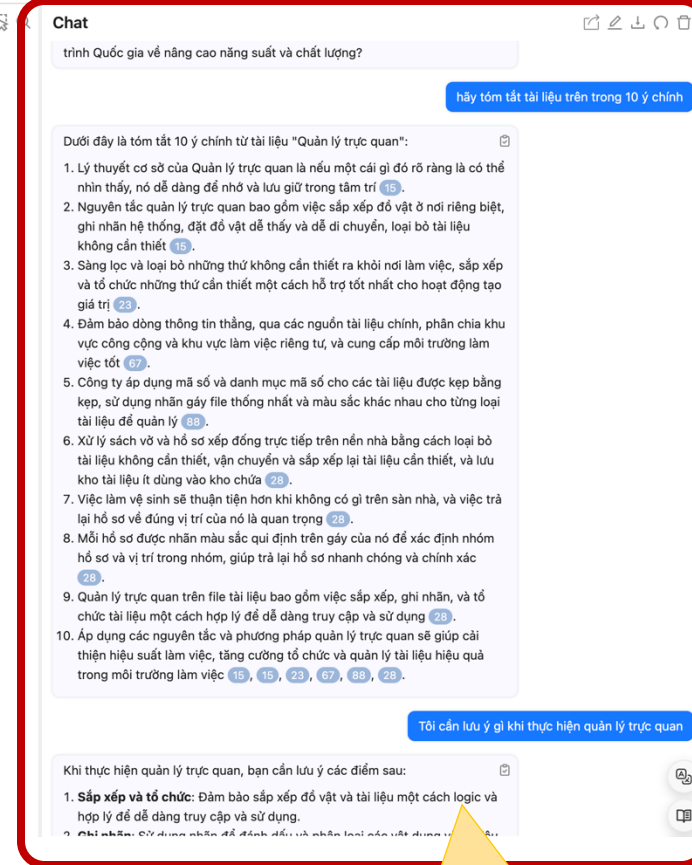 Chat
trình Quốc gia về nâng cao năng suất và chất lượng?
hãy tóm tắt tài liệu trên trong 10 ý chính
Dưới đây là tóm tắt 10 ý chính từ tài liệu "Quản lý trực quan":
1. Lý thuyết cơ sở của Quản lý trực quan là nếu một cái gì đó rõ ràng là có thể
nhìn thấy, nó dễ dàng để nhớ và lưu giữ trong tâm trí 15.
2. Nguyên tắc quản lý trực quan bao gồm việc sắp xếp đồ vật ở nơi riêng biệt,
ghi nhãn hệ thống, đặt đồ vật dễ thấy và dễ di chuyển, loại bỏ tài liệu
không cần thiết 15.
3. Sàng lọc và loại bỏ những thứ không cần thiết ra khỏi nơi làm việc, sắp xếp
và tổ chức những thứ cần thiết một cách hỗ trợ tốt nhất cho hoạt động tạo
giá trị 23.
4. Đảm bảo dòng thông tin thẳng, qua các nguồn tài liệu chính, phân chia khu
vực công cộng và khu vực làm việc riêng tư, và cung cấp môi trường làm
việc tốt 67.
5. Công ty áp dụng mã số và danh mục mã số cho các tài liệu được kẹp bằng
kẹp, sử dụng nhãn gáy file thống nhất và màu sắc khác nhau cho từng loại
tài liệu để quản lý 88.
6. Xử lý sách vở và hồ sơ xếp đống trực tiếp trên nền nhà bằng cách loại bỏ
tài liệu không cần thiết, vận chuyển và sắp xếp lại tài liệu cần thiết, và lưu
kho tài liệu ít dùng vào kho chứa 28.
7. Việc làm vệ sinh sẽ thuận tiện hơn khi không có gì trên sàn nhà, và việc trả
lại hồ sơ về đúng vị trí của nó là quan trọng 28.
8. Mỗi hồ sơ được nhãn màu sắc qui định trên gáy của nó để xác định nhóm
hồ sơ và vị trí trong nhóm, giúp trả lại hồ sơ nhanh chóng và chính xác
28.
9. Quản lý trực quan trên file tài liệu bao gồm việc sắp xếp, ghi nhãn, và tổ
chức tài liệu một cách hợp lý để dễ dàng truy cập và sử dụng 28.
10. Áp dụng các nguyên tắc và phương pháp quản lý trực quan sẽ giúp cải
thiện hiệu suất làm việc, tăng cường tổ chức và quản lý tài liệu hiệu quả
trong môi trường làm việc 15, 15, 23, 67, 88, 28.
Tôi cần lưu ý gì khi thực hiện quản lý trực quan
Khi thực hiện quản lý trực quan, bạn cần lưu ý các điểm sau:
1. Sắp xếp và tổ chức: Đảm bảo sắp xếp đồ vật và tài liệu một cách logic và
hợp lý để dễ dàng truy cập và sử dụng.
2. Ghi nhãn: Sử dụng nhãn để đánh dấu và phân loại các vật dụng